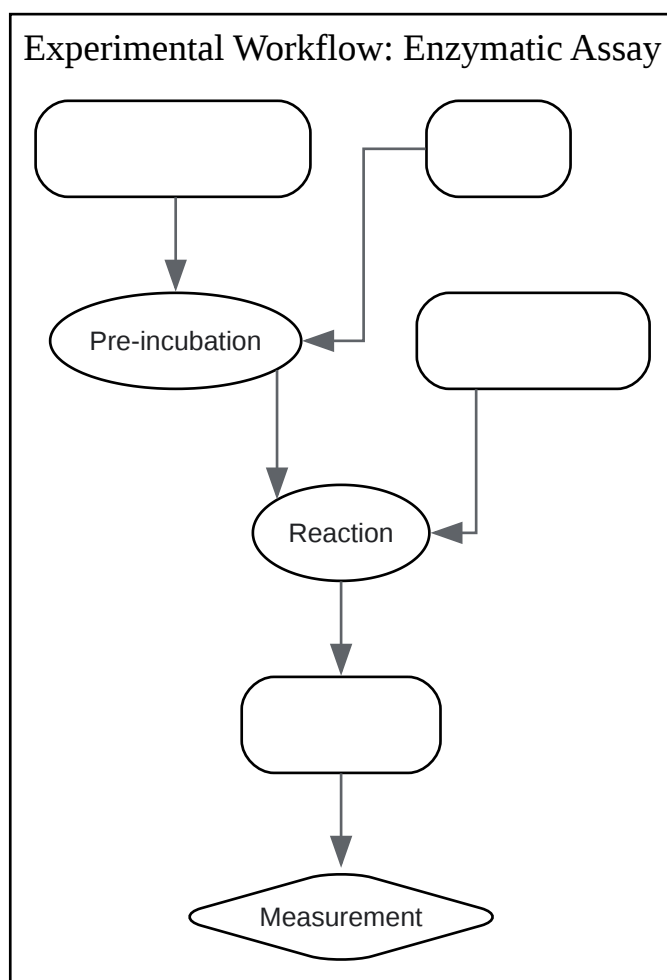 Experimental Workflow: Enzymatic Assay
Pre-incubation
Reaction
Measurement